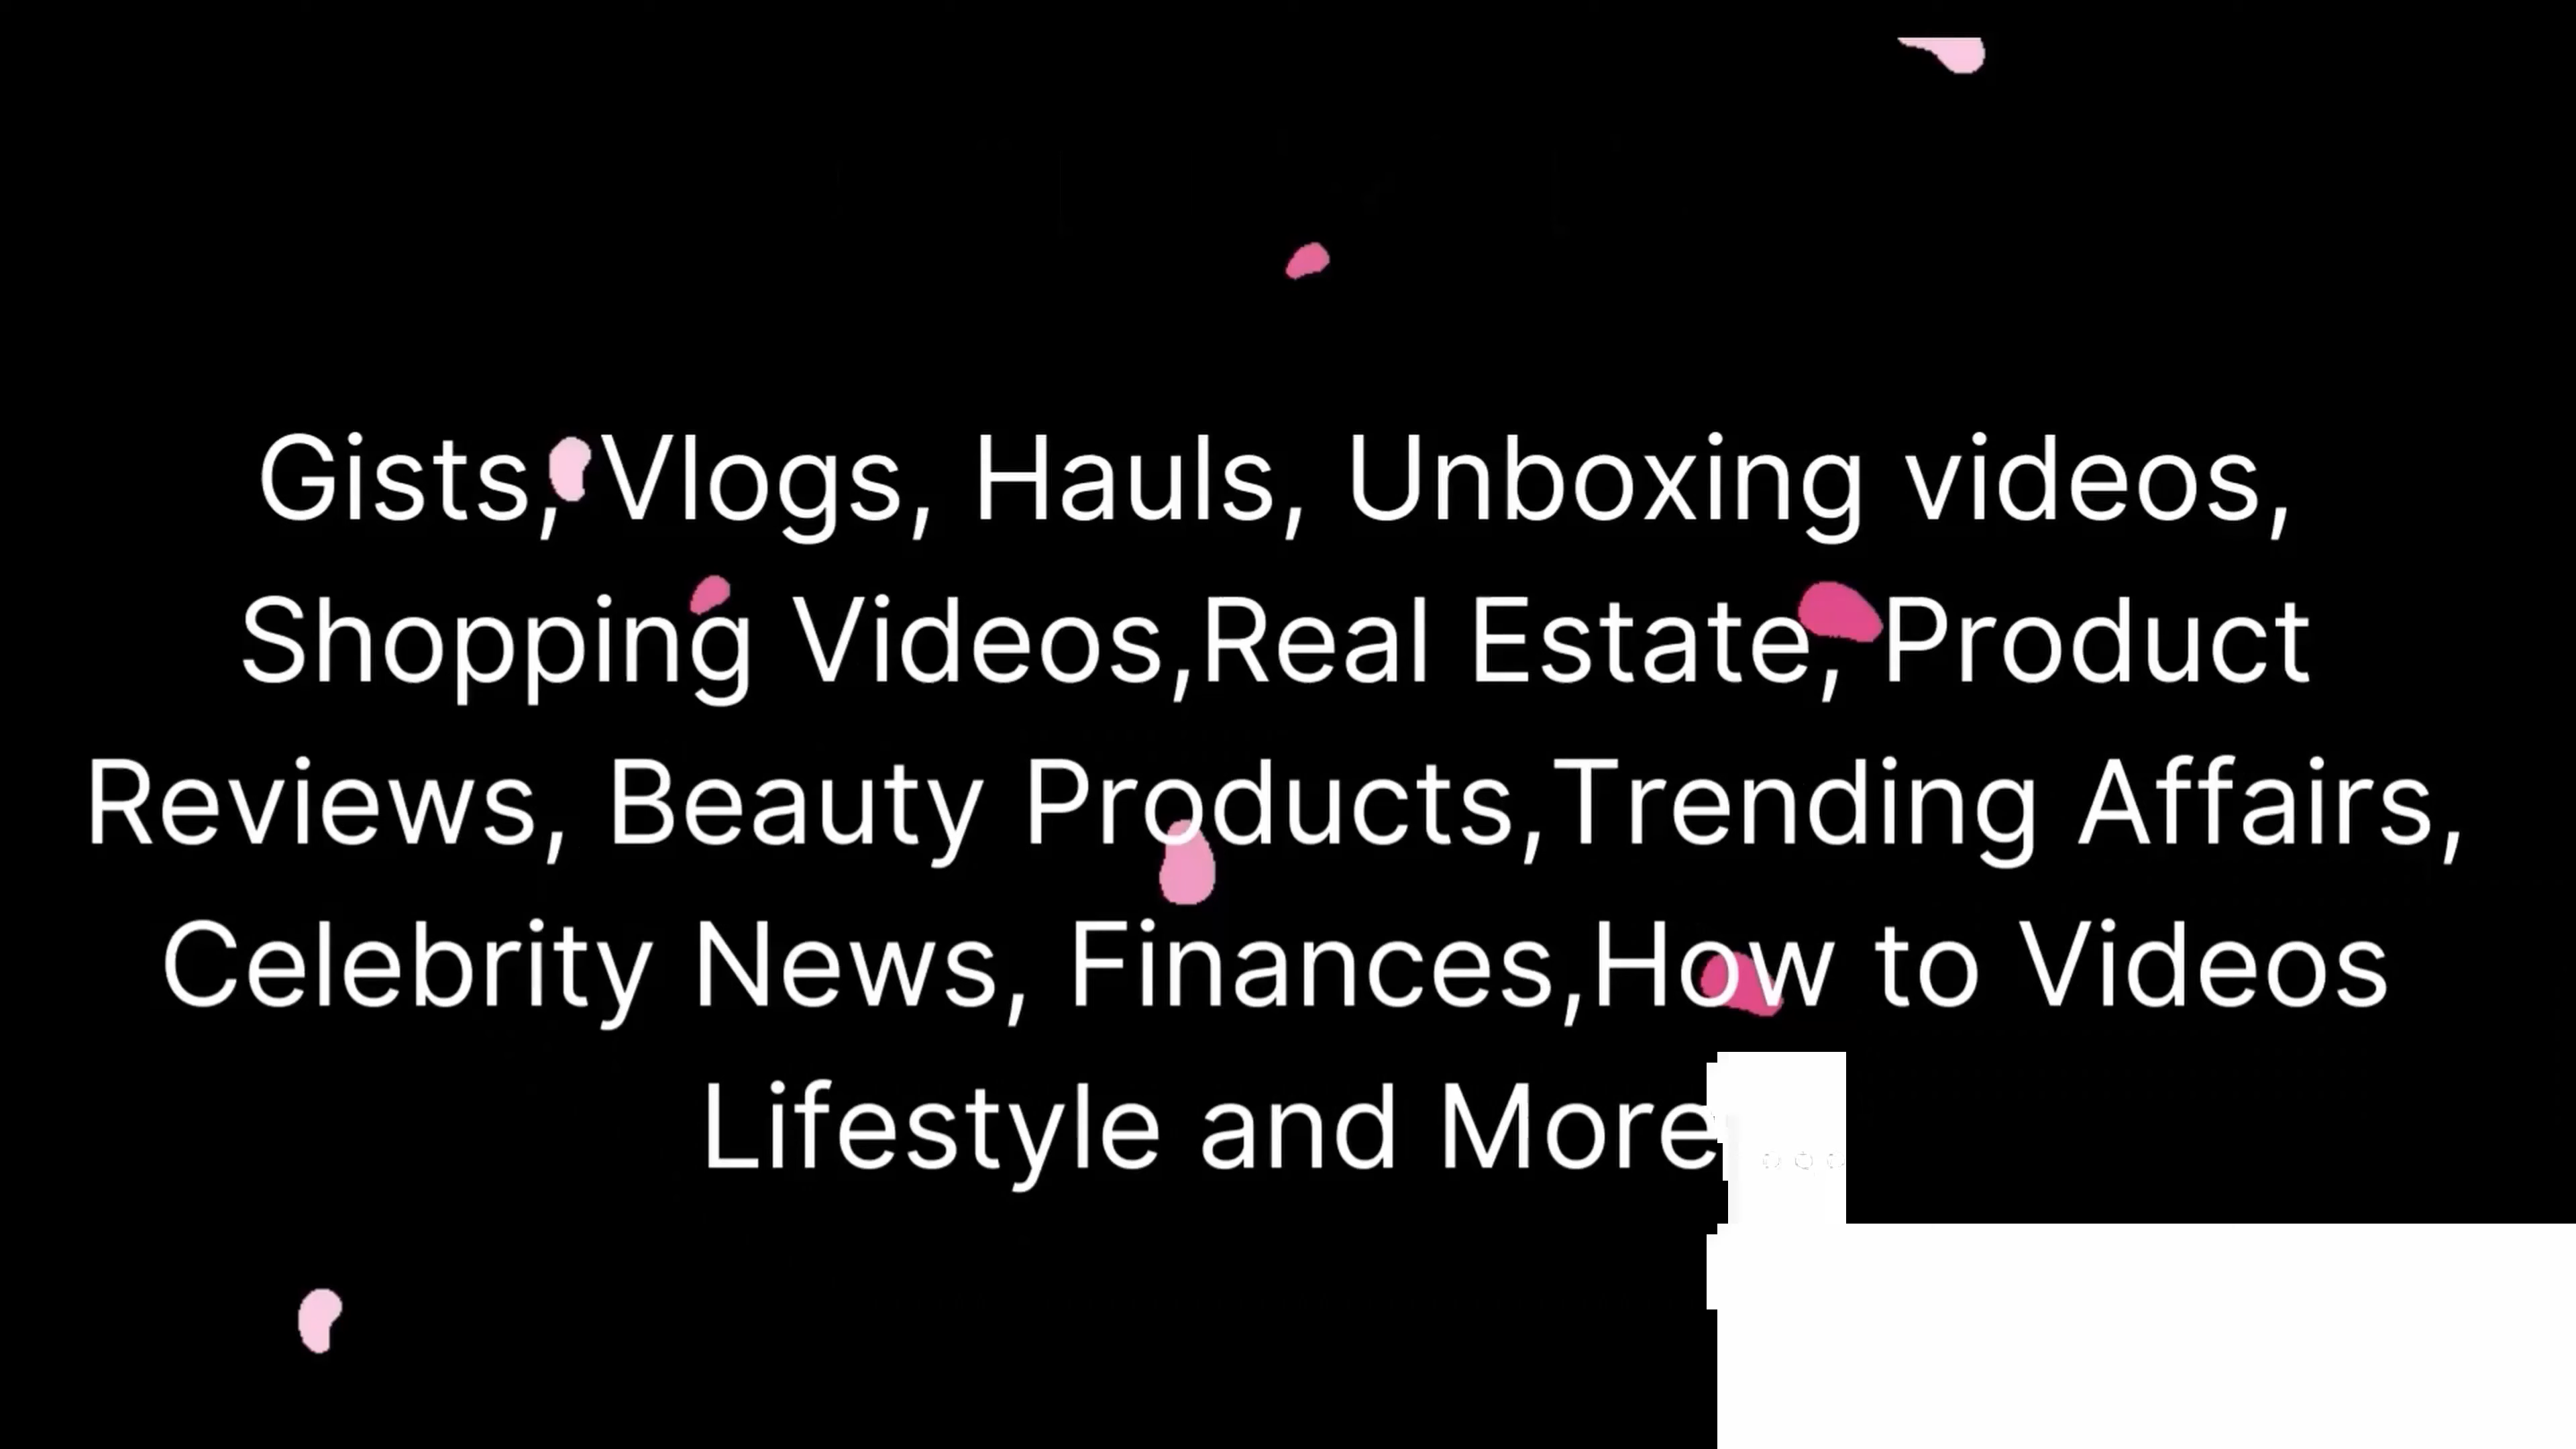 Gists, Vlogs, Hauls, Unboxing videos,
Shopping Videos,Real Estate, Product
Reviews, Beauty Products,Trending Affairs,
Celebrity News, Finances,How to Videos
Lifestyle and More...